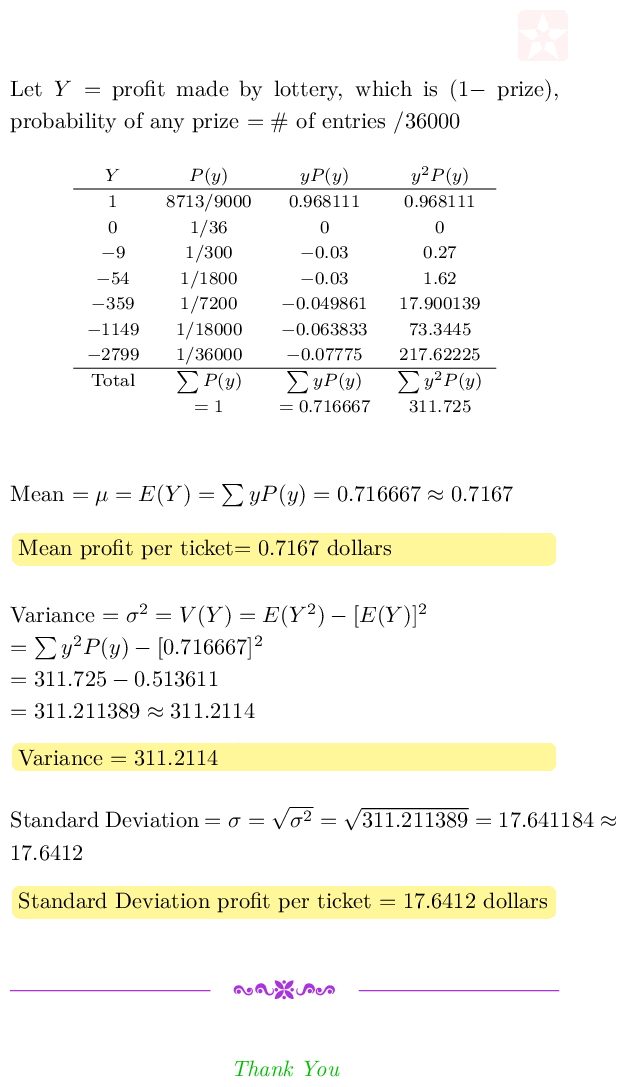 Let Y = profit made by lottery, which is (1− prize),
probability of any prize = # of entries /36000
Y P(y) yP(y) y²P(y)
1 8713/9000 0.968111 0.968111
0 1/36 0 0
−9 1/300 −0.03 0.27
−54 1/1800 −0.03 1.62
−359 1/7200 −0.049861 17.900139
−1149 1/18000 −0.063833 73.3445
−2799 1/36000 −0.07775 217.62225
Total ∑ P(y) ∑ yP(y) ∑ y²P(y)
= 1 = 0.716667 311.725
Mean = μ = E(Y) = ∑ yP(y) = 0.716667 ≈ 0.7167
Mean profit per ticket= 0.7167 dollars
Variance = σ² = V(Y) = E(Y²) − [E(Y)]²
= ∑ y²P(y) − [0.716667]²
= 311.725 − 0.513611
= 311.211389 ≈ 311.2114
Variance = 311.2114
Standard Deviation = σ = √σ² = √311.211389 = 17.641184 ≈
17.6412
Standard Deviation profit per ticket = 17.6412 dollars
Thank You